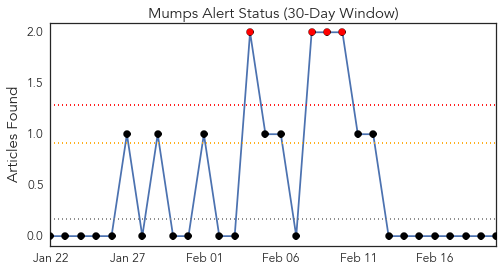 Mumps Alert Status (30-Day Window)
Articles Found
2.0
1.5
1.0
0.5
0.0
Jan 22 Jan 27 Feb 01 Feb 06 Feb 11 Feb 16